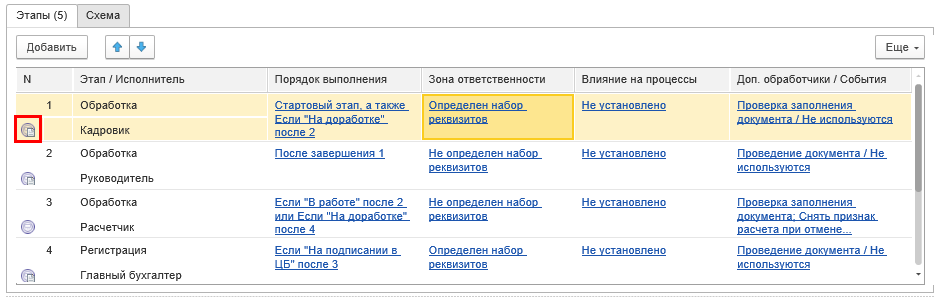 Этапы (5) Схема
Добавить Еще
N Этап / Исполнитель Порядок выполнения Зона ответственности Влияние на процессы Доп. обработчики / События
1 Обработка Стартовый этап, а также Определен набор Не установлено Проверка заполнения
Если "На доработке" реквизитов документа / Не используются
Кадровик после 2
2 Обработка После завершения 1 Не определен набор Не установлено Проведение документа / Не
реквизитов используются
Руководитель
3 Обработка Если "В работе" после 2 Не определен набор Не установлено Проверка заполнения
или Если "На доработке" реквизитов документа; Снять признак
Расчетчик после 4 расчета при отмене...
4 Регистрация Если "На подписании в Определен набор Не установлено Проведение документа / Не
ЦБ" после 3 реквизитов используются
Главный бухгалтер